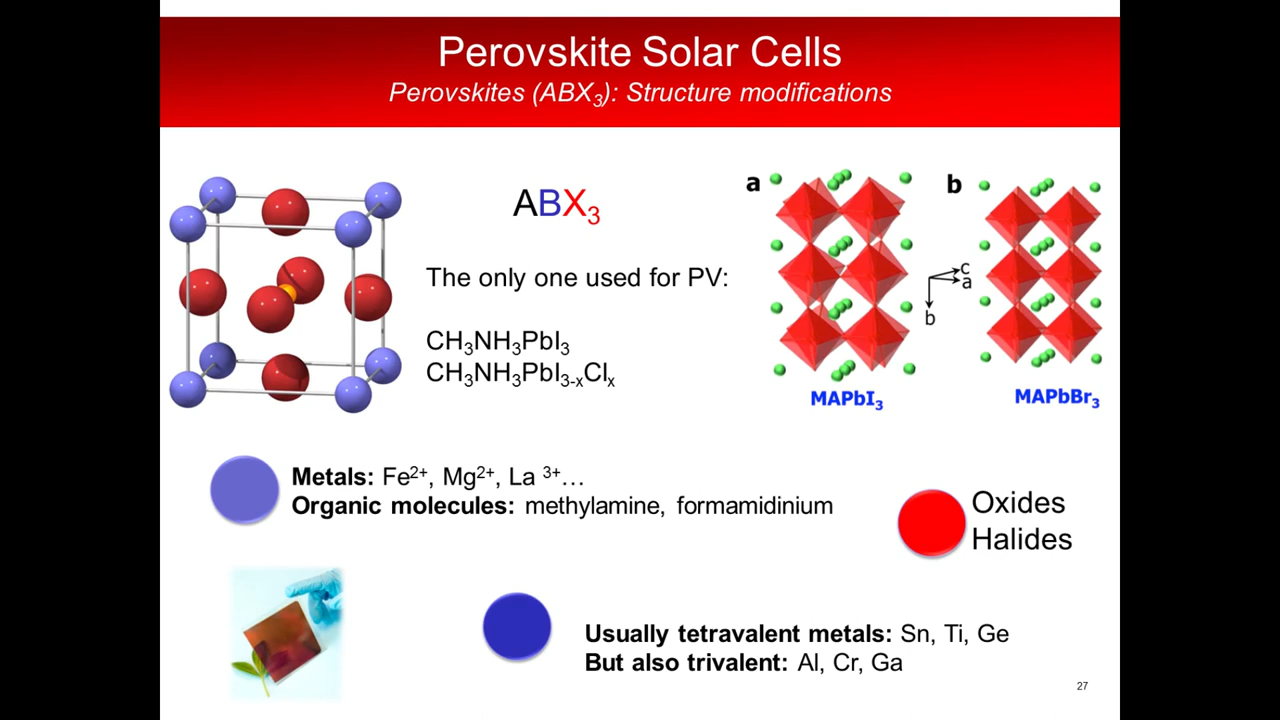 Perovskite Solar Cells
Perovskites (ABX₃): Structure modifications
ABX₃
The only one used for PV:
CH₃NH₃PbI₃
CH₃NH₃PbI₃₋ₓClₓ
a
b
c
a
b
MAPbI₃
MAPbBr₃
Metals: Fe²⁺, Mg²⁺, La ³⁺…
Organic molecules: methylamine, formamidinium
Oxides
Halides
Usually tetravalent metals: Sn, Ti, Ge
But also trivalent: Al, Cr, Ga
27